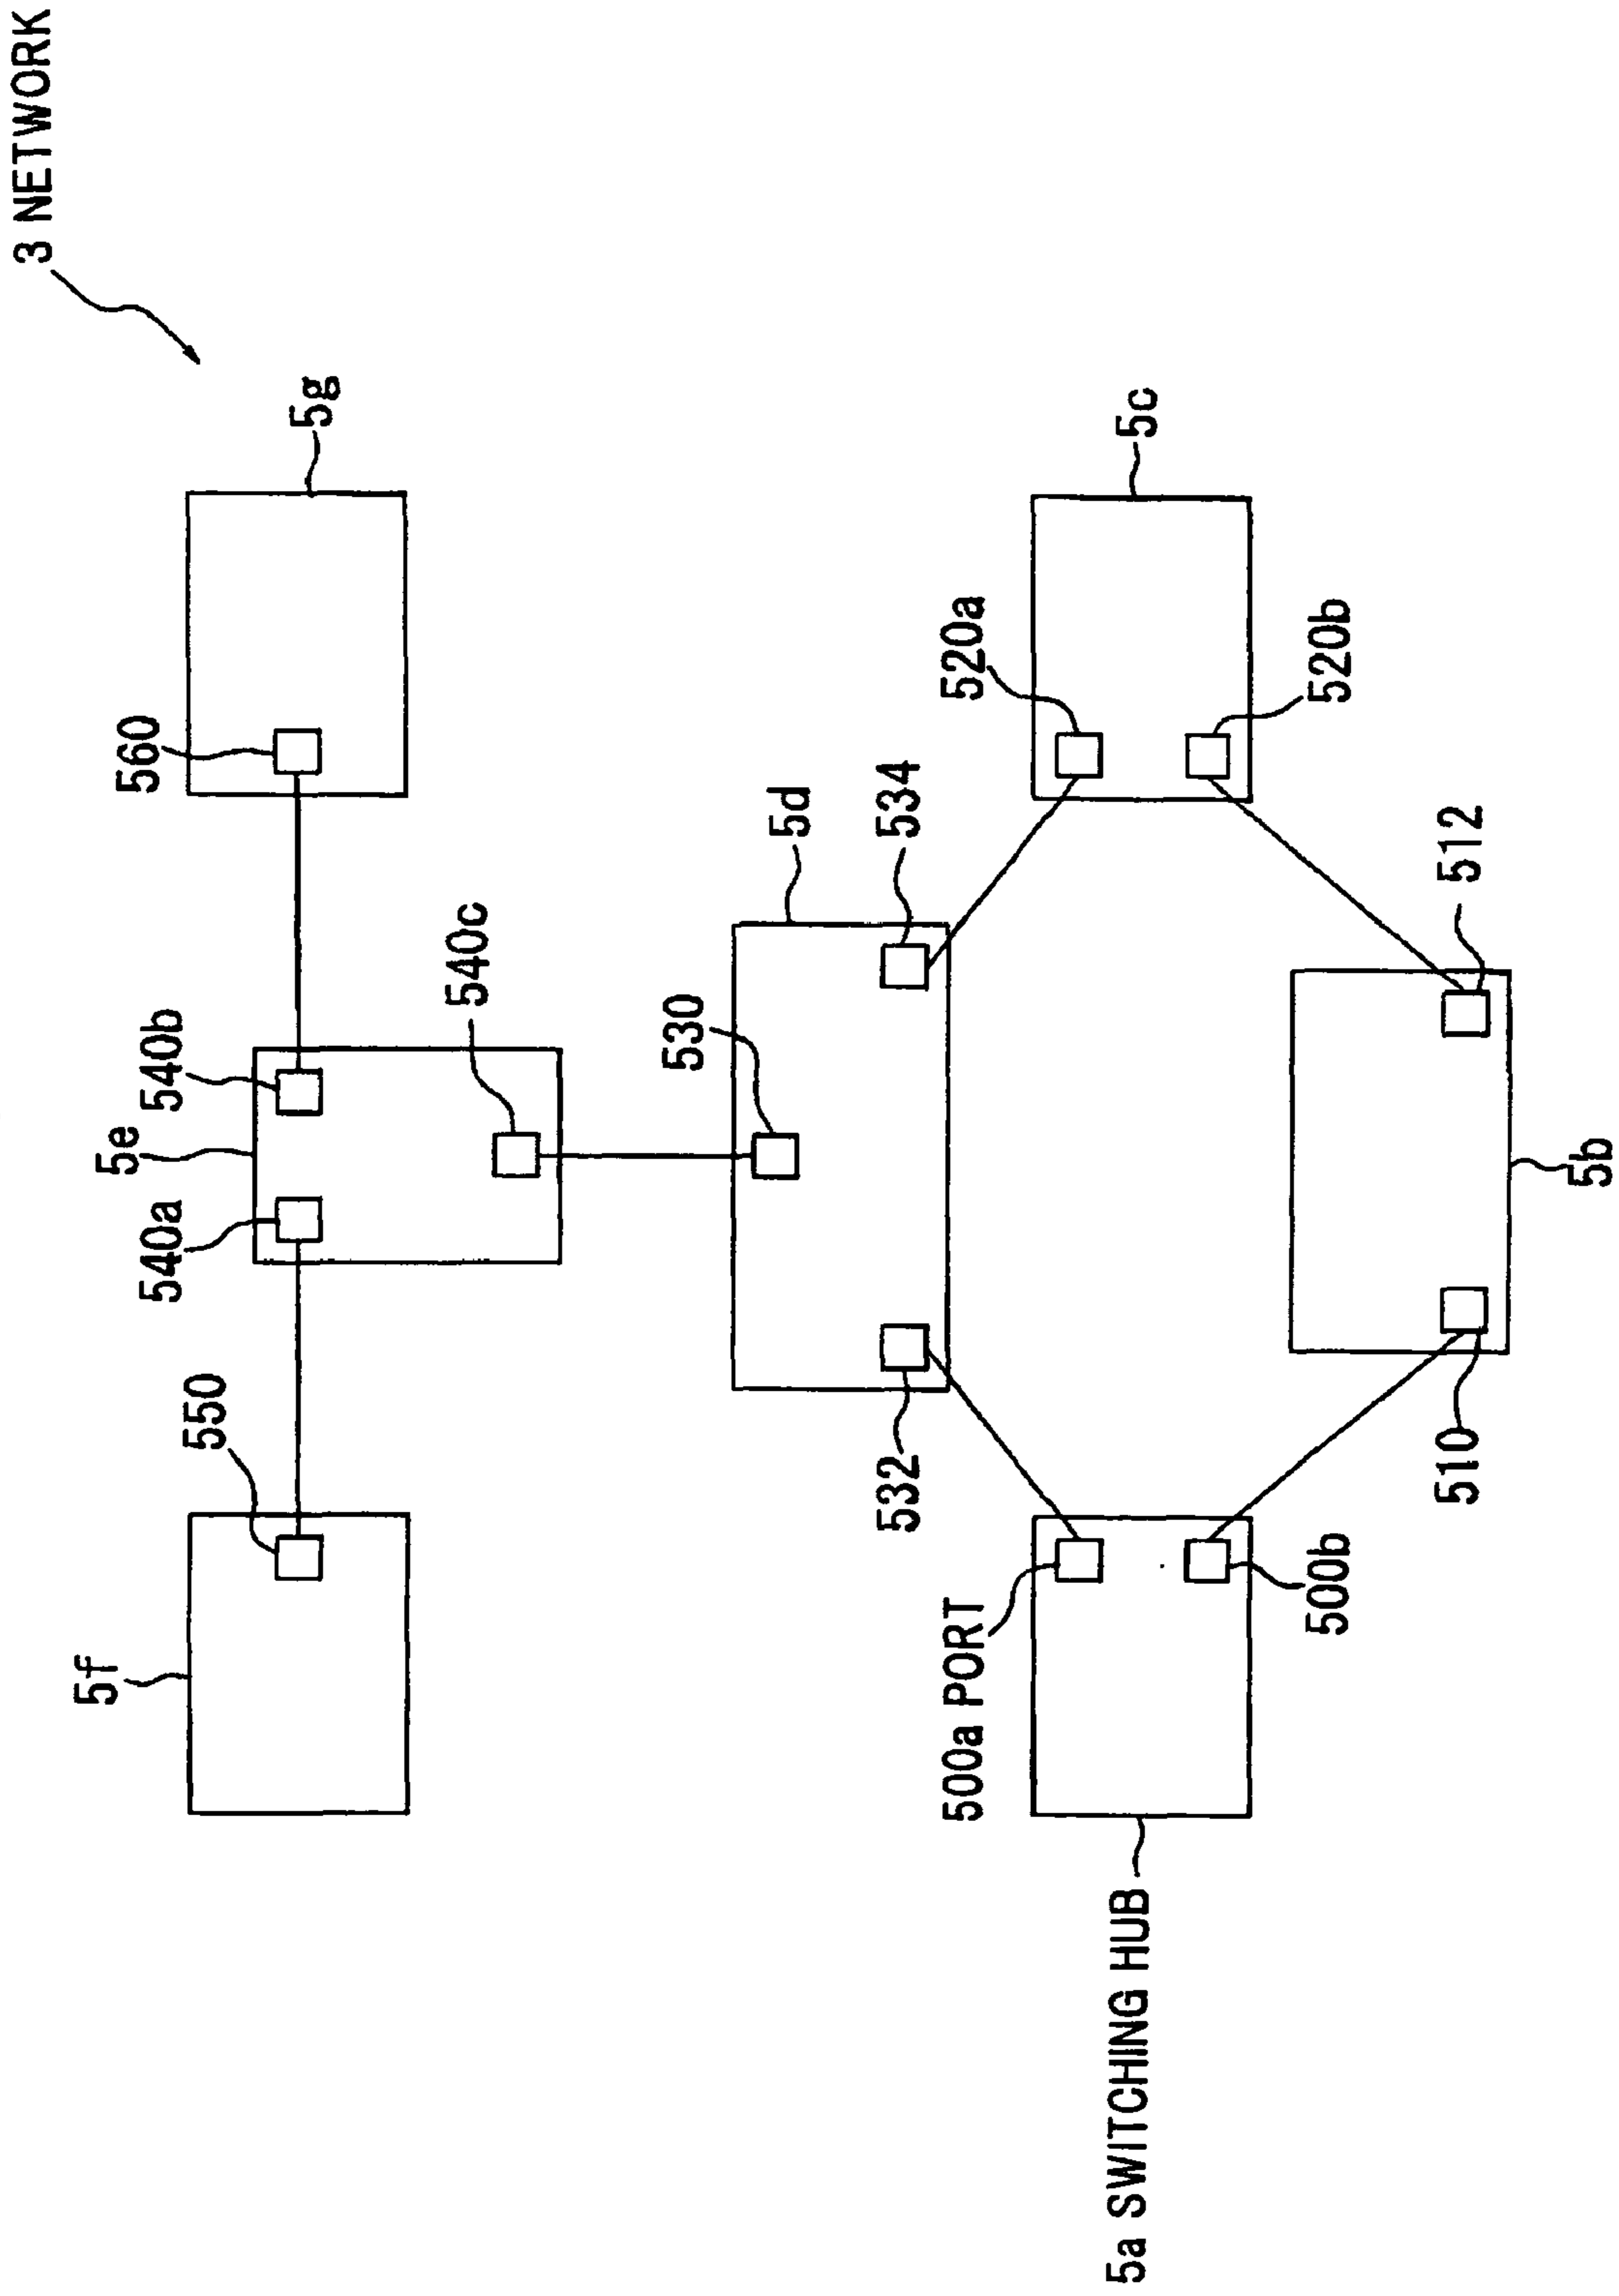 3 NETWORK
5f
550
540a
5e
540b
560
5g
540c
530
5d
532
534
500a PORT
520a
5c
5a SWITCHING HUB
500b
520b
510
512
5b